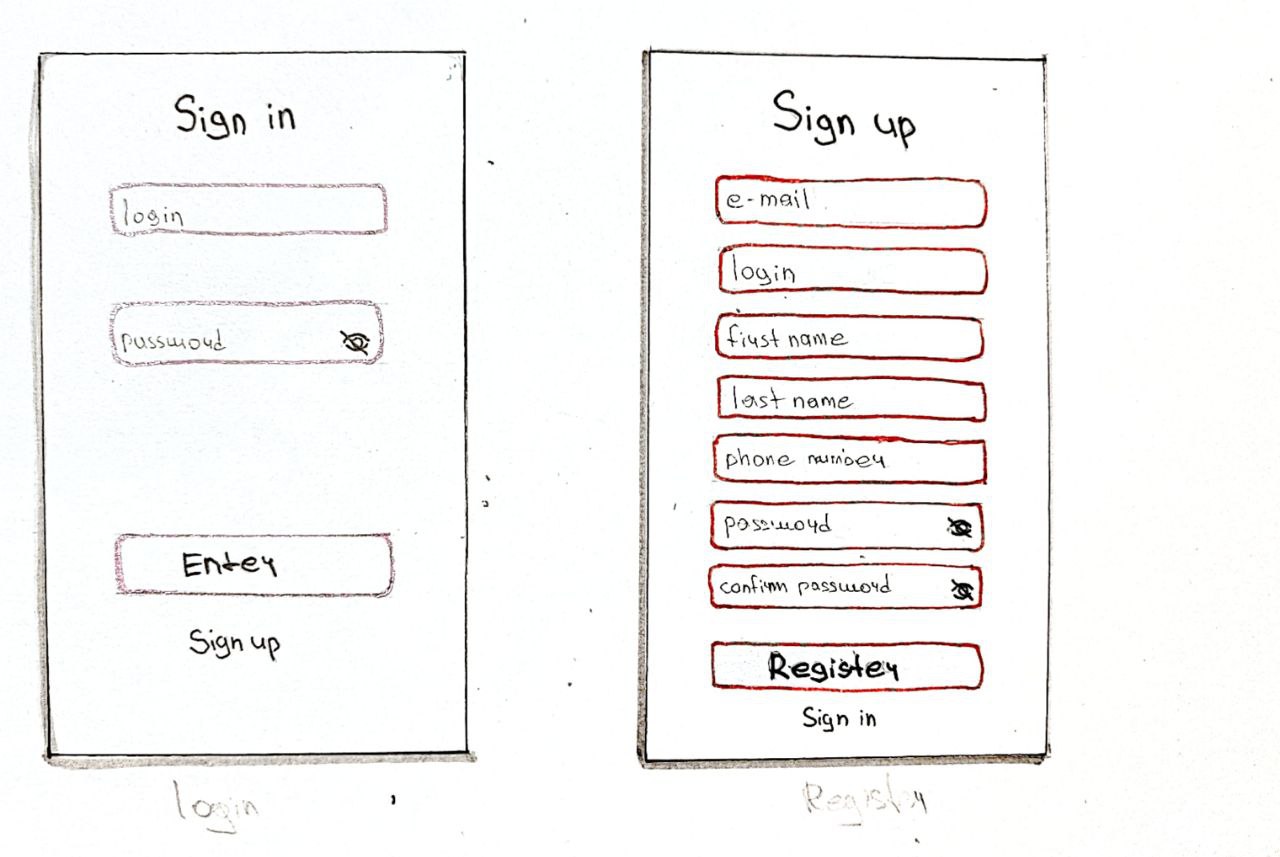 Sign in
login
password
Enter
Sign up
login
Sign up
e-mail
login
first name
last name
phone number
password
confirm password
Register
Sign in
Register